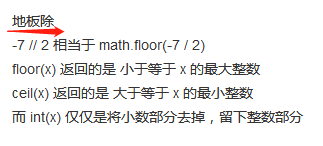 地板除
-7 // 2 相当于 math.floor(-7 / 2)
floor(x) 返回的是 小于等于 x 的最大整数
ceil(x) 返回的是 大于等于 x 的最小整数
而 int(x) 仅仅是将小数部分去掉，留下整数部分